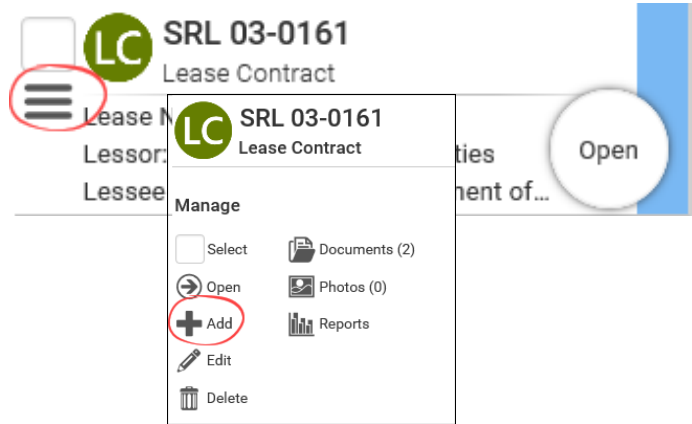 LC SRL 03-0161
Lease Contract
Lease N
Lessor: ties
Lessee ment of…
Open
LC SRL 03-0161
Lease Contract
Manage
Select Documents (2)
Open Photos (0)
Add Reports
Edit
Delete